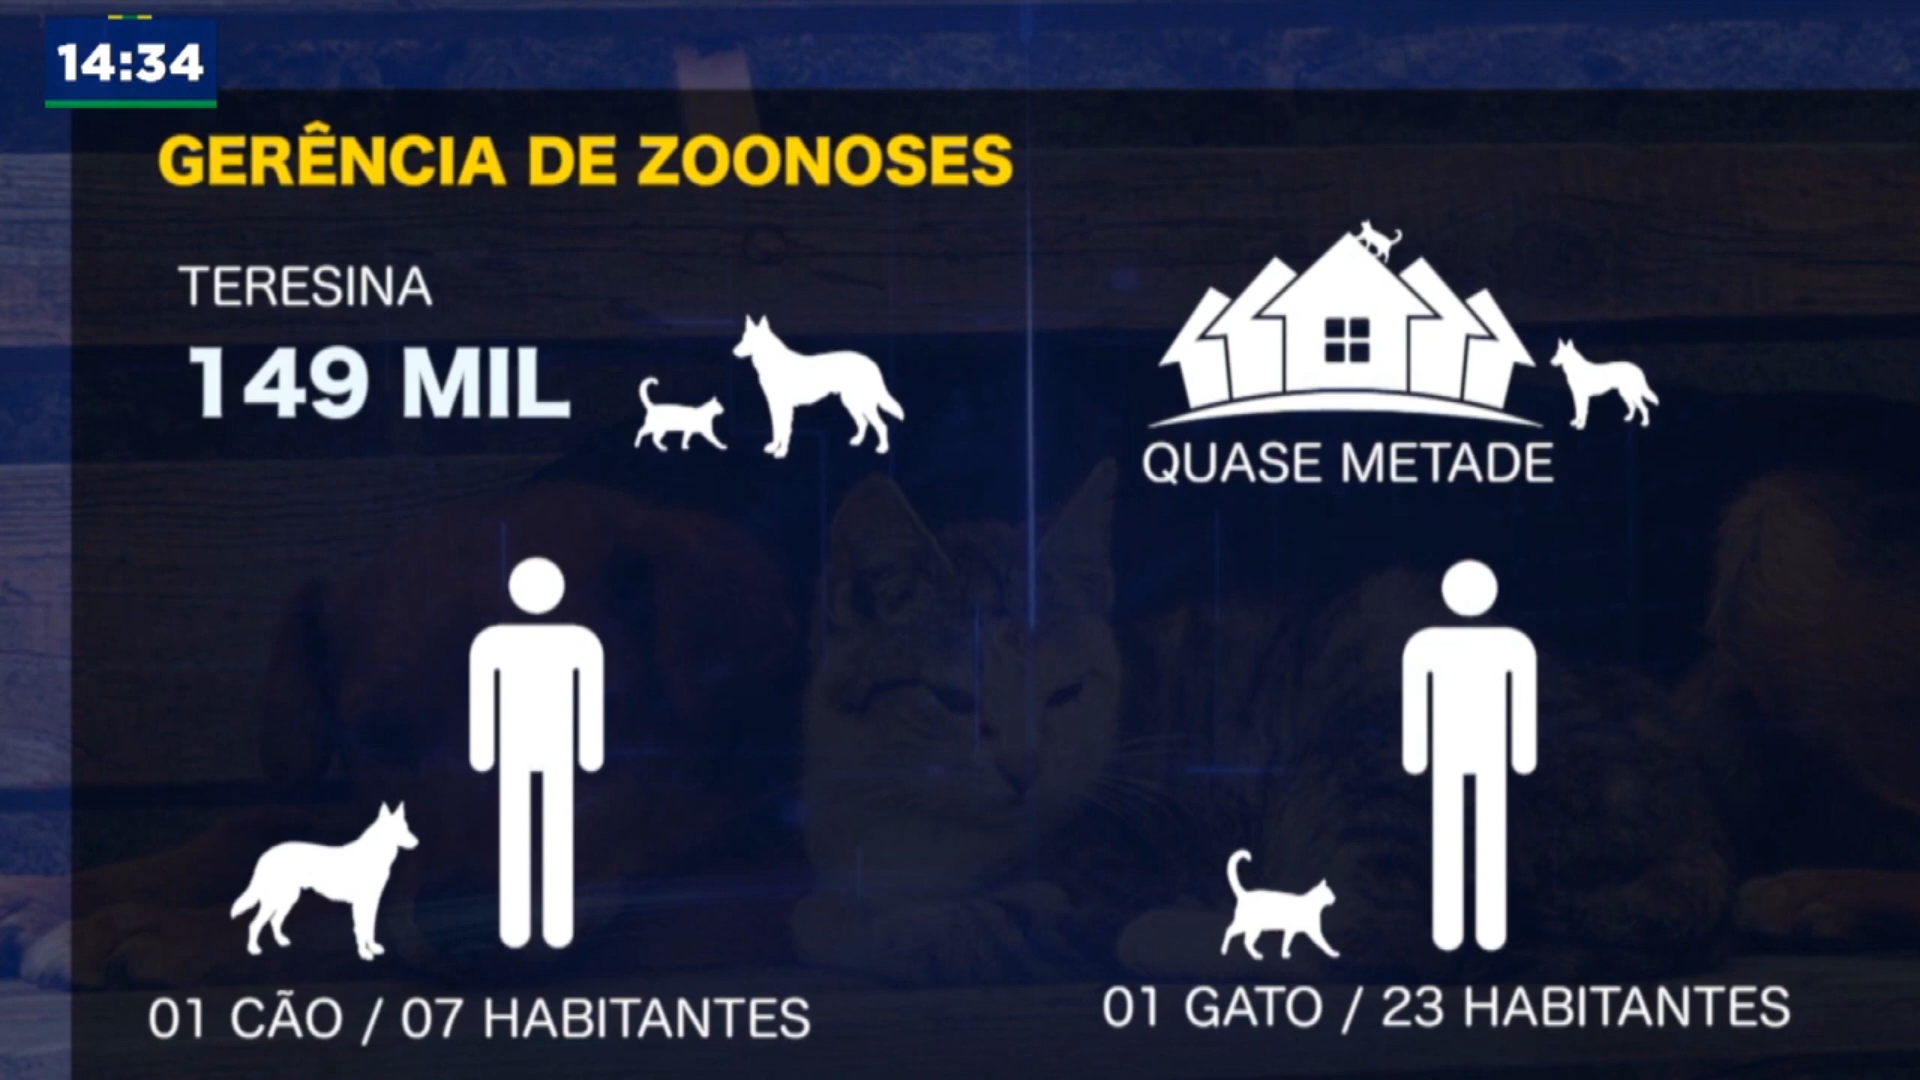 14:34
GERÊNCIA DE ZOONOSES
TERESINA
149 MIL
QUASE METADE
01 CÃO / 07 HABITANTES
01 GATO / 23 HABITANTES